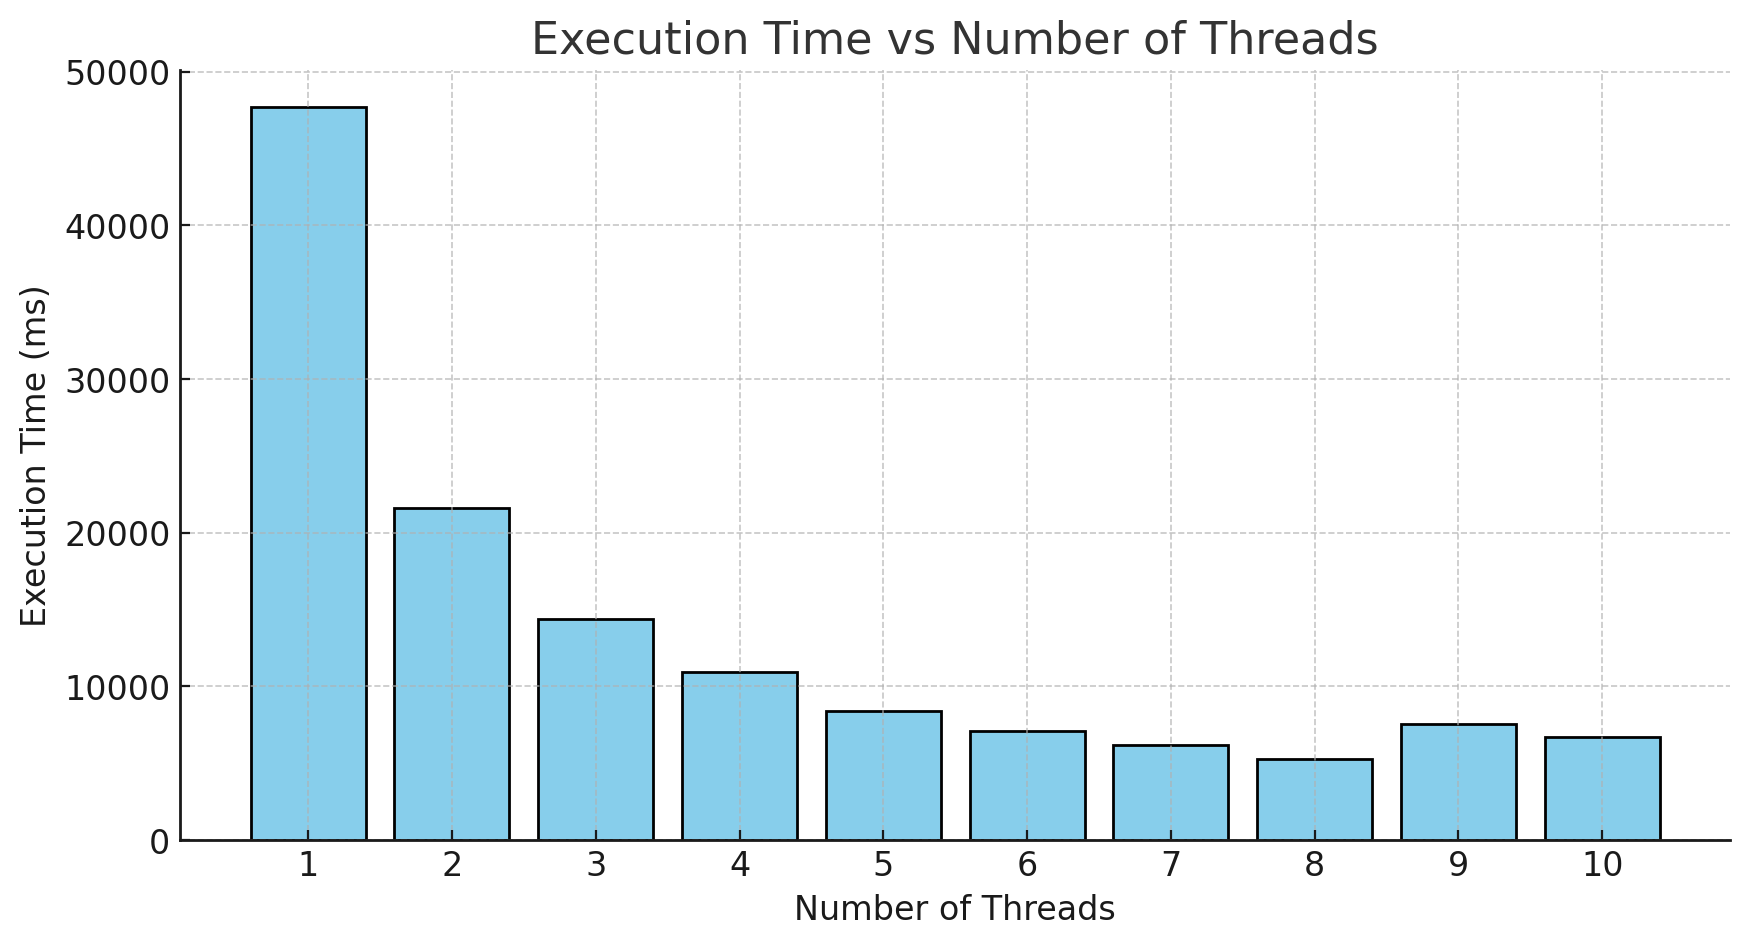 Execution Time vs Number of Threads
50000
40000
30000
20000
10000
0
Execution Time (ms)
1 2 3 4 5 6 7 8 9 10
Number of Threads